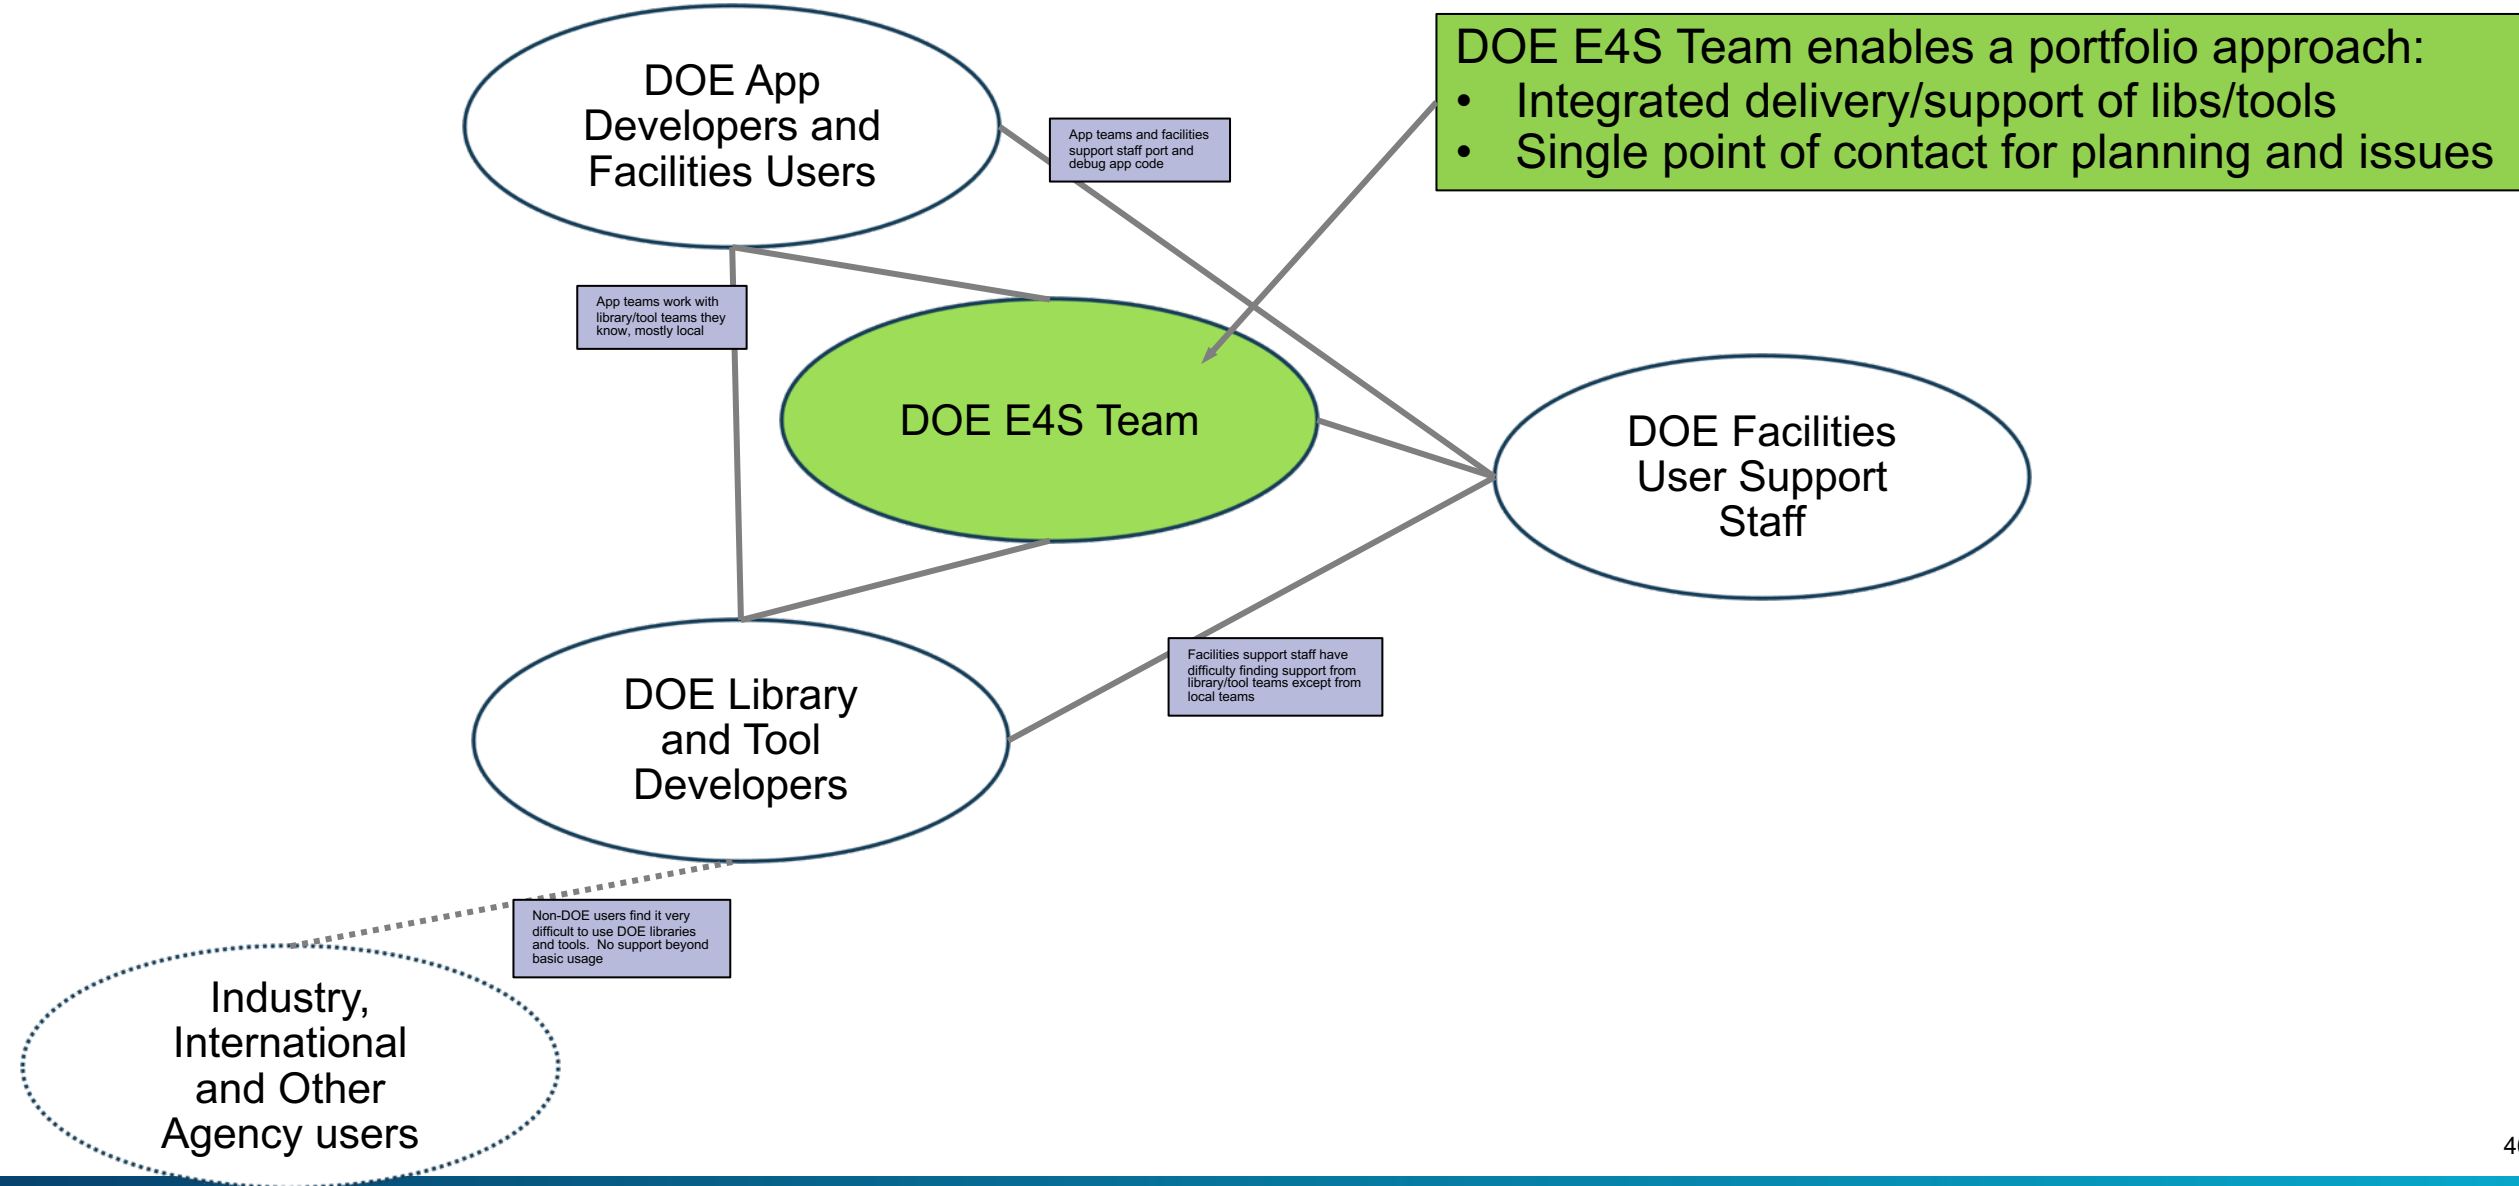 DOE App
Developers and
Facilities Users
App teams and facilities
support staff port and
debug app code
DOE E4S Team enables a portfolio approach:
• Integrated delivery/support of libs/tools
• Single point of contact for planning and issues
App teams work with
library/tool teams they
know, mostly local
DOE E4S Team
DOE Facilities
User Support
Staff
DOE Library
and Tool
Developers
Facilities support staff have
difficulty finding support from
library/tool teams except from
local teams
Non-DOE users find it very
difficult to use DOE libraries
and tools.  No support beyond
basic usage
Industry,
International
and Other
Agency users